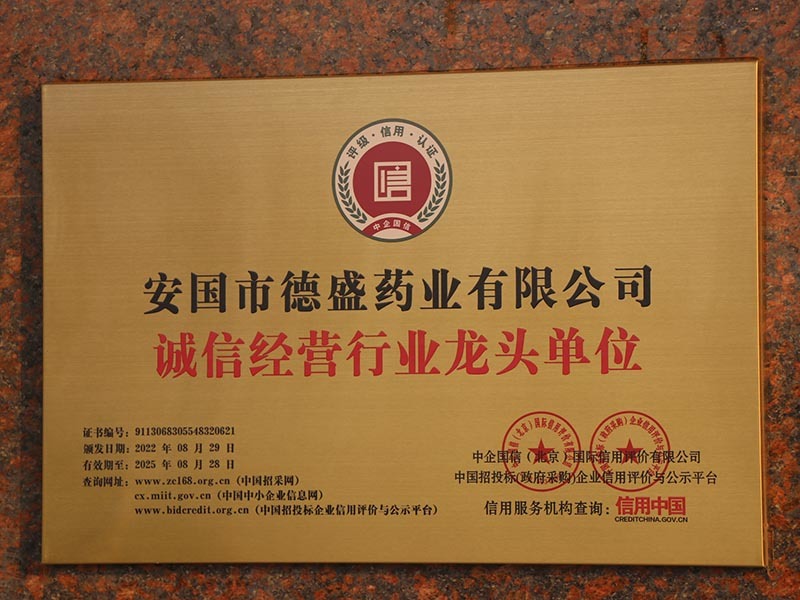 评级·信用·认证
信
中企国信
安国市德盛药业有限公司
诚信经营行业龙头单位
证书编号：9113068305548320621
颁发日期：2022 年 08 月 29 日
有效期至：2025 年 08 月 28 日
查询网址：www.zc168.org.cn (中国招采网)
cx.miit.gov.cn (中国中小企业信息网)
www.bidcredit.org.cn (中国招投标企业信用评价与公示平台)
中企国信（北京）国际信用评价有限公司
中国招投标(政府采购)企业信用评价与公示平台
信用服务机构查询：信用中国
CREDITCHINA.GOV.CN